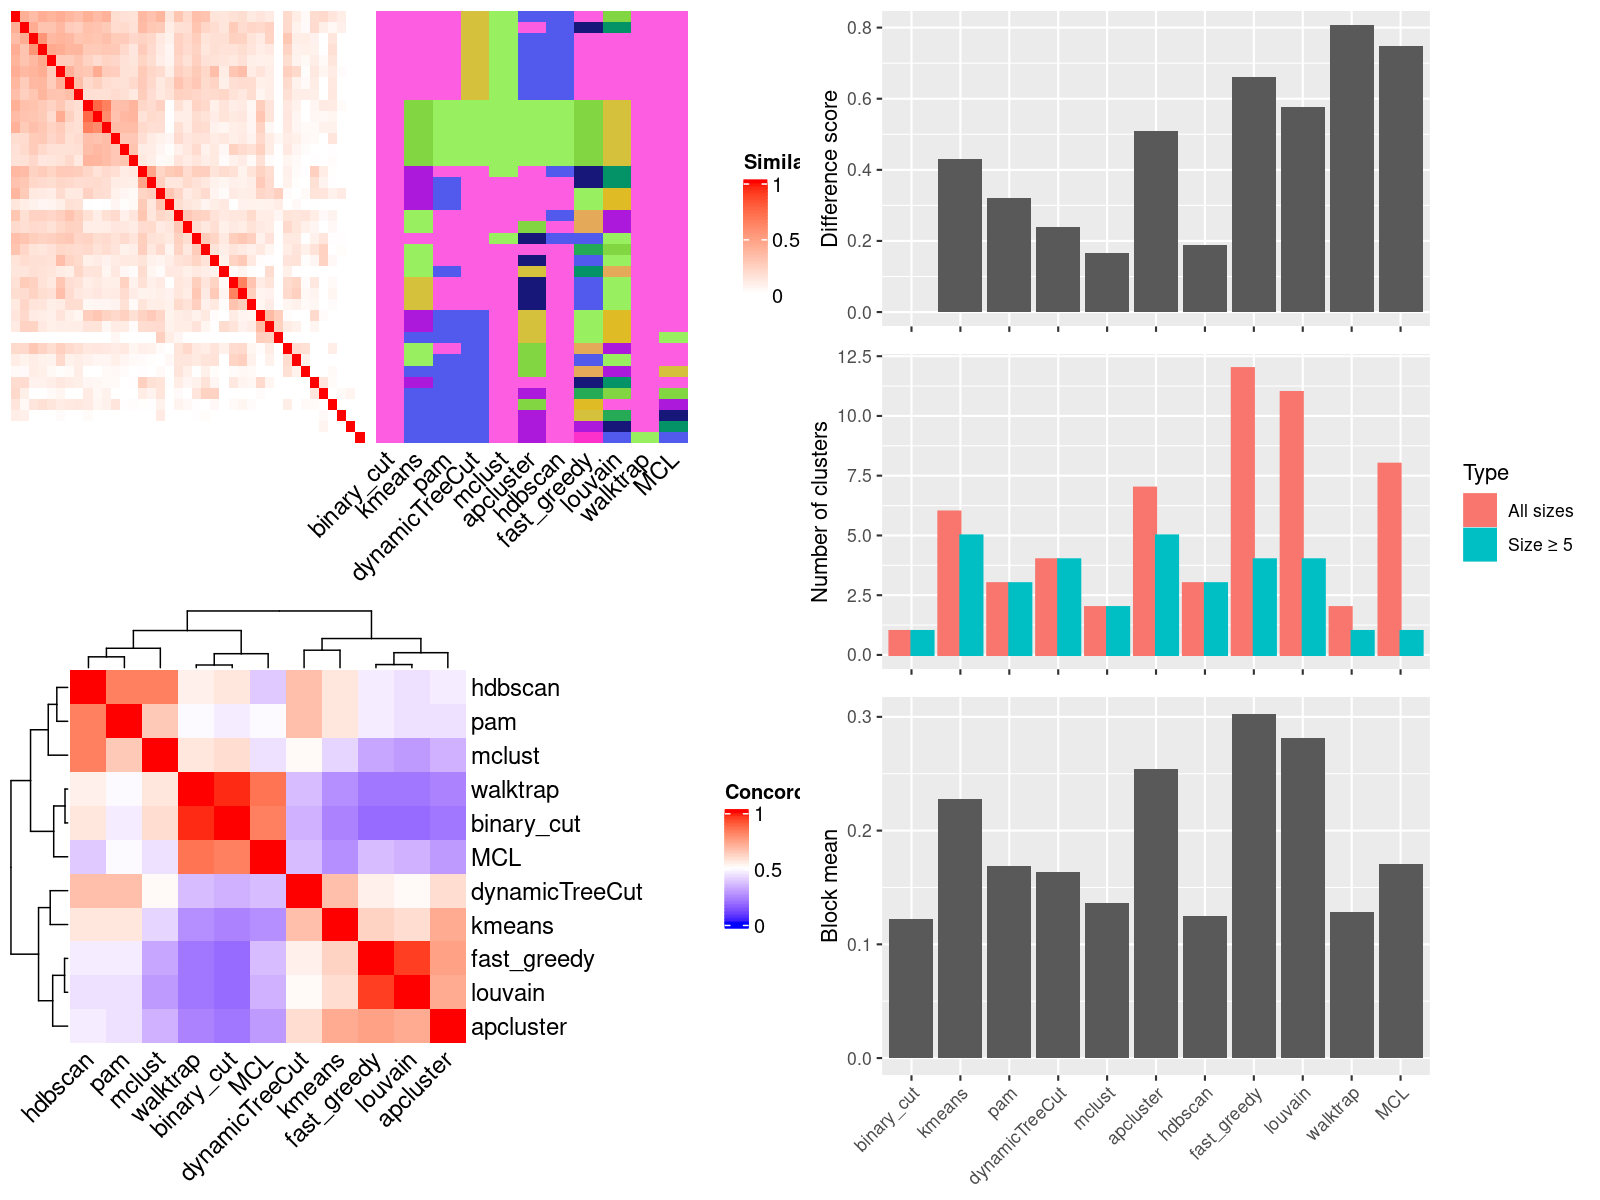 Simila
1
0.5
0
binary_cut
kmeans
pam
dynamicTreeCut
mclust
apcluster
hdbscan
fast_greedy
louvain
walktrap
MCL
hdbscan
pam
mclust
walktrap
binary_cut
MCL
dynamicTreeCut
kmeans
fast_greedy
louvain
apcluster
Concord
1
0.5
0
hdbscan
pam
mclust
walktrap
binary_cut
MCL
dynamicTreeCut
kmeans
fast_greedy
louvain
apcluster
Difference score
0.8
0.6
0.4
0.2
0.0
Number of clusters
12.5
10.0
7.5
5.0
2.5
0.0
Type
All sizes
Size ≥ 5
Block mean
0.3
0.2
0.1
0.0
binary_cut
kmeans
pam
dynamicTreeCut
mclust
apcluster
hdbscan
fast_greedy
louvain
walktrap
MCL